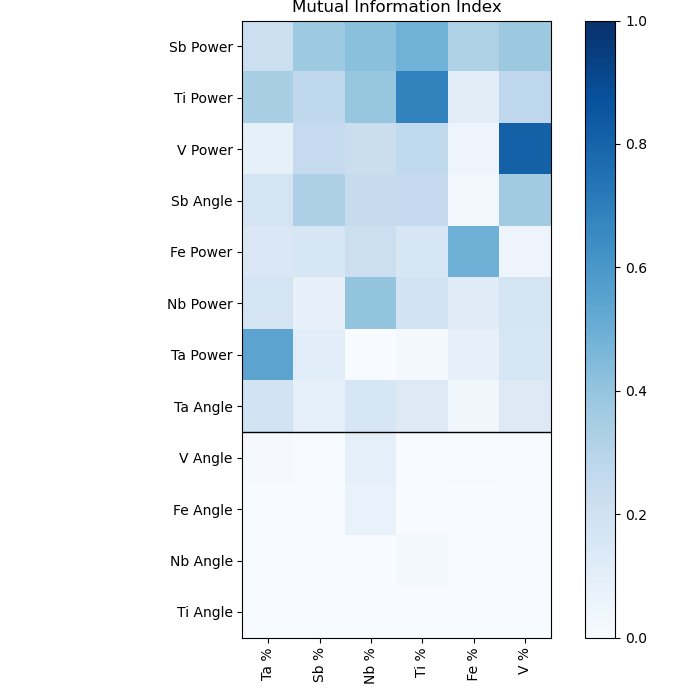 Mutual Information Index
Sb Power
Ti Power
V Power
Sb Angle
Fe Power
Nb Power
Ta Power
Ta Angle
V Angle
Fe Angle
Nb Angle
Ti Angle
Ta %
Sb %
Nb %
Ti %
Fe %
V %
1.0
0.8
0.6
0.4
0.2
0.0